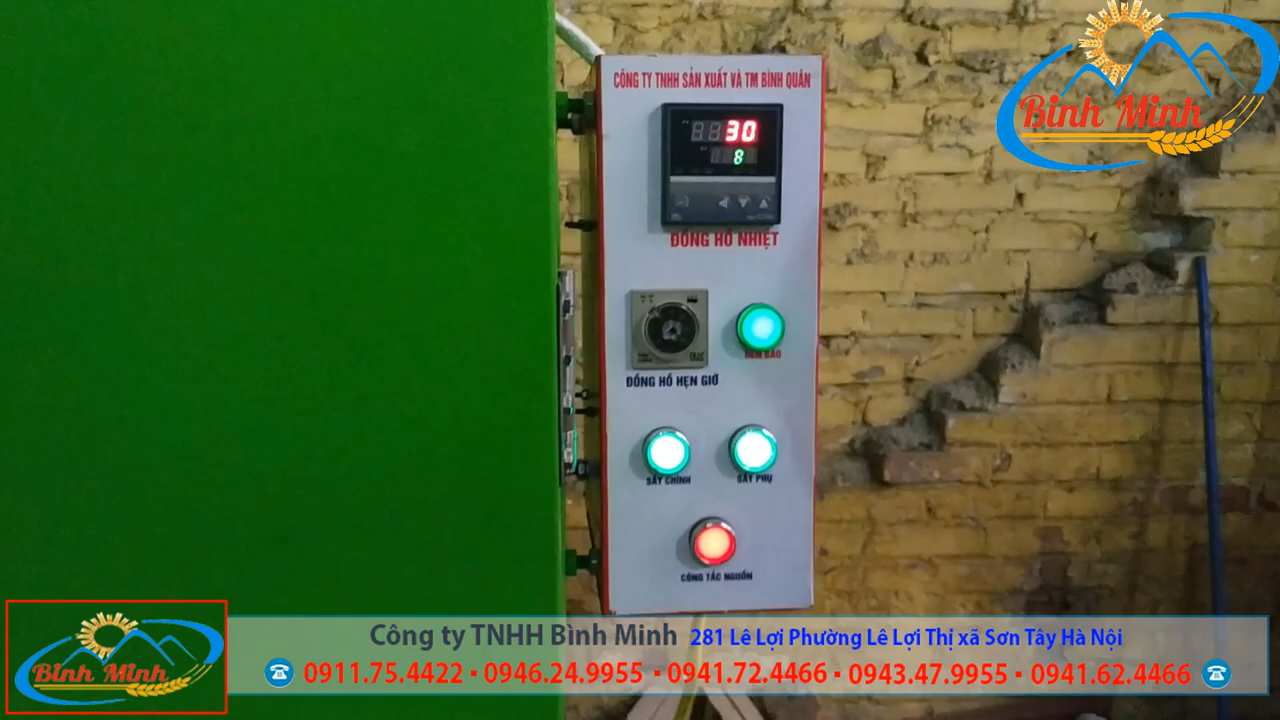 Bình Minh
CÔNG TY TNHH SẢN XUẤT VÀ TM BÌNH QUÂN
30
8
ĐỒNG HỒ NHIỆT
ĐỒNG HỒ HẸN GIỜ
ĐÈN BÁO
SẤY CHÍNH
SẤY PHỤ
CÔNG TẮC NGUỒN
Bình Minh
Công ty TNHH Bình Minh 281 Lê Lợi Phường Lê Lợi Thị xã Sơn Tây Hà Nội
0911.75.4422 ▪ 0946.24.9955 ▪ 0941.72.4466 ▪ 0943.47.9955 ▪ 0941.62.4466